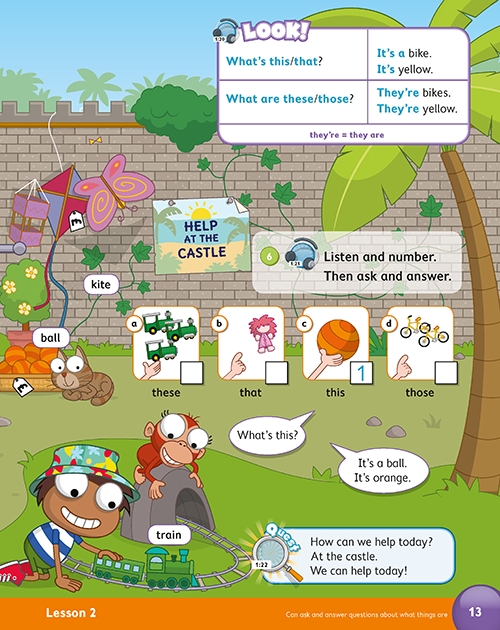 LOOK!
1:20
What's this/that?
It's a bike.
It's yellow.
What are these/those?
They're bikes.
They're yellow.
they're = they are
HELP
AT THE
CASTLE
6
1:21
Listen and number.
Then ask and answer.
kite
ball
a
b
c
d
1
these
that
this
those
What's this?
It's a ball.
It's orange.
train
Quest
1:22
How can we help today?
At the castle.
We can help today!
Lesson 2
Can ask and answer questions about what things are
13